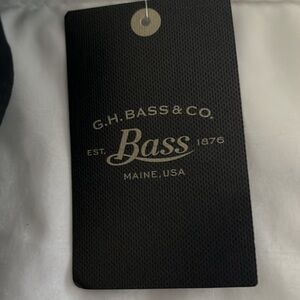 G.H. BASS & CO.
EST. Bass 1876
MAINE, USA